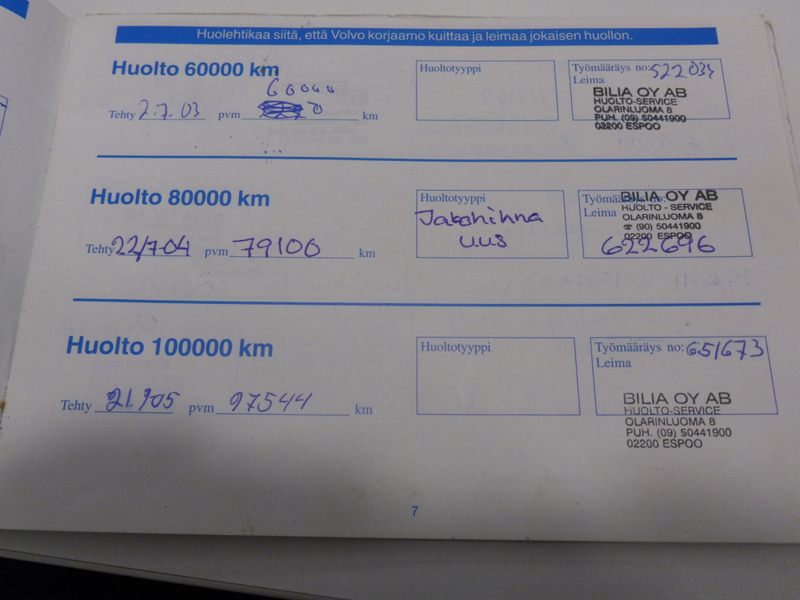 Huolehtikaa siitä, että Volvo korjaamo kuittaa ja leimaa jokaisen huollon.
Huolto 60000 km
60000
Tehty 2.7.03 pvm 0 km
Huoltotyyppi
Työmääräys no: 522034
Leima
BILIA OY AB
HUOLTO-SERVICE
OLARINLUOMA 8
PUH. (09) 50441900
02200 ESPOO
Huolto 80000 km
Tehty 22/7-04 pvm 79100 km
Huoltotyyppi
Jakohihna
uus
Työmääräys no:
Leima
BILIA OY AB
HUOLTO - SERVICE
OLARINLUOMA 8
☎ (90) 50441900
02200 ESPOO
622696
Huolto 100000 km
Tehty pvm 97544 km
Huoltotyyppi
Työmääräys no: 651673
Leima
BILIA OY AB
HUOLTO-SERVICE
OLARINLUOMA 8
PUH. (09) 50441900
02200 ESPOO
7